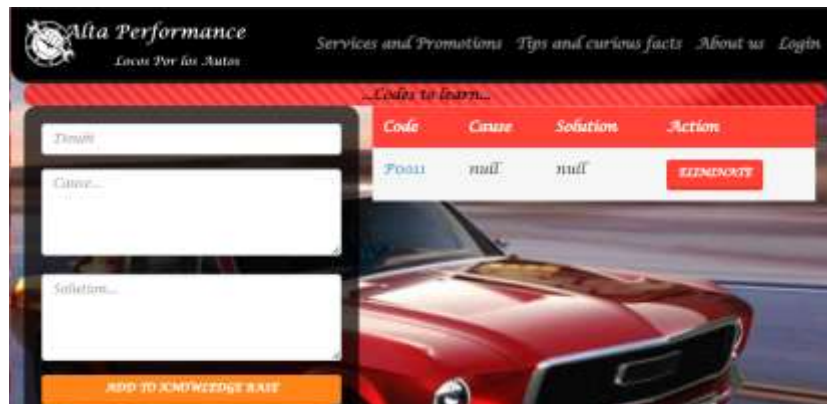 Alta Performance
Locos Por los Autos
Services and Promotions Tips and curious facts About us Login
...Codes to learn...
Cause...
Solution...
ADD TO KNOWLEDGE BASE
Code Cause Solution Action
P0011 null null ELIMINATE